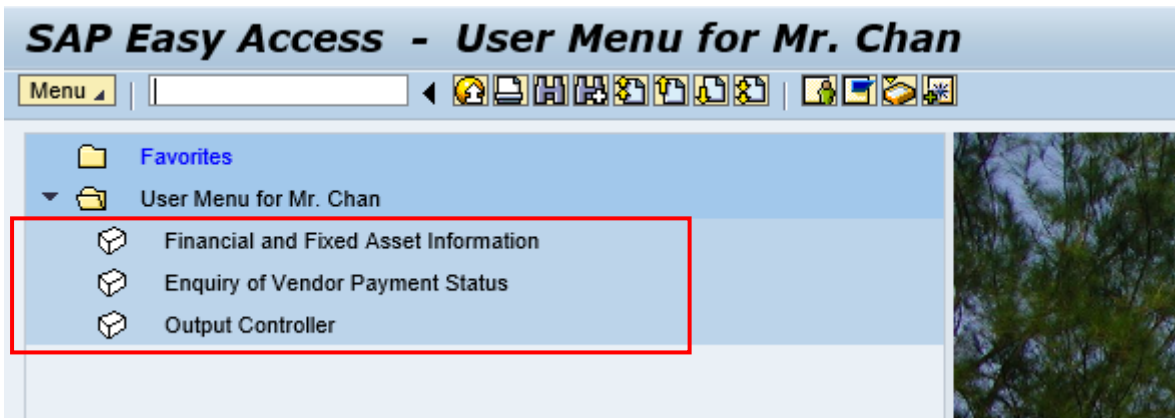 SAP Easy Access - User Menu for Mr. Chan
Menu
Favorites
User Menu for Mr. Chan
Financial and Fixed Asset Information
Enquiry of Vendor Payment Status
Output Controller